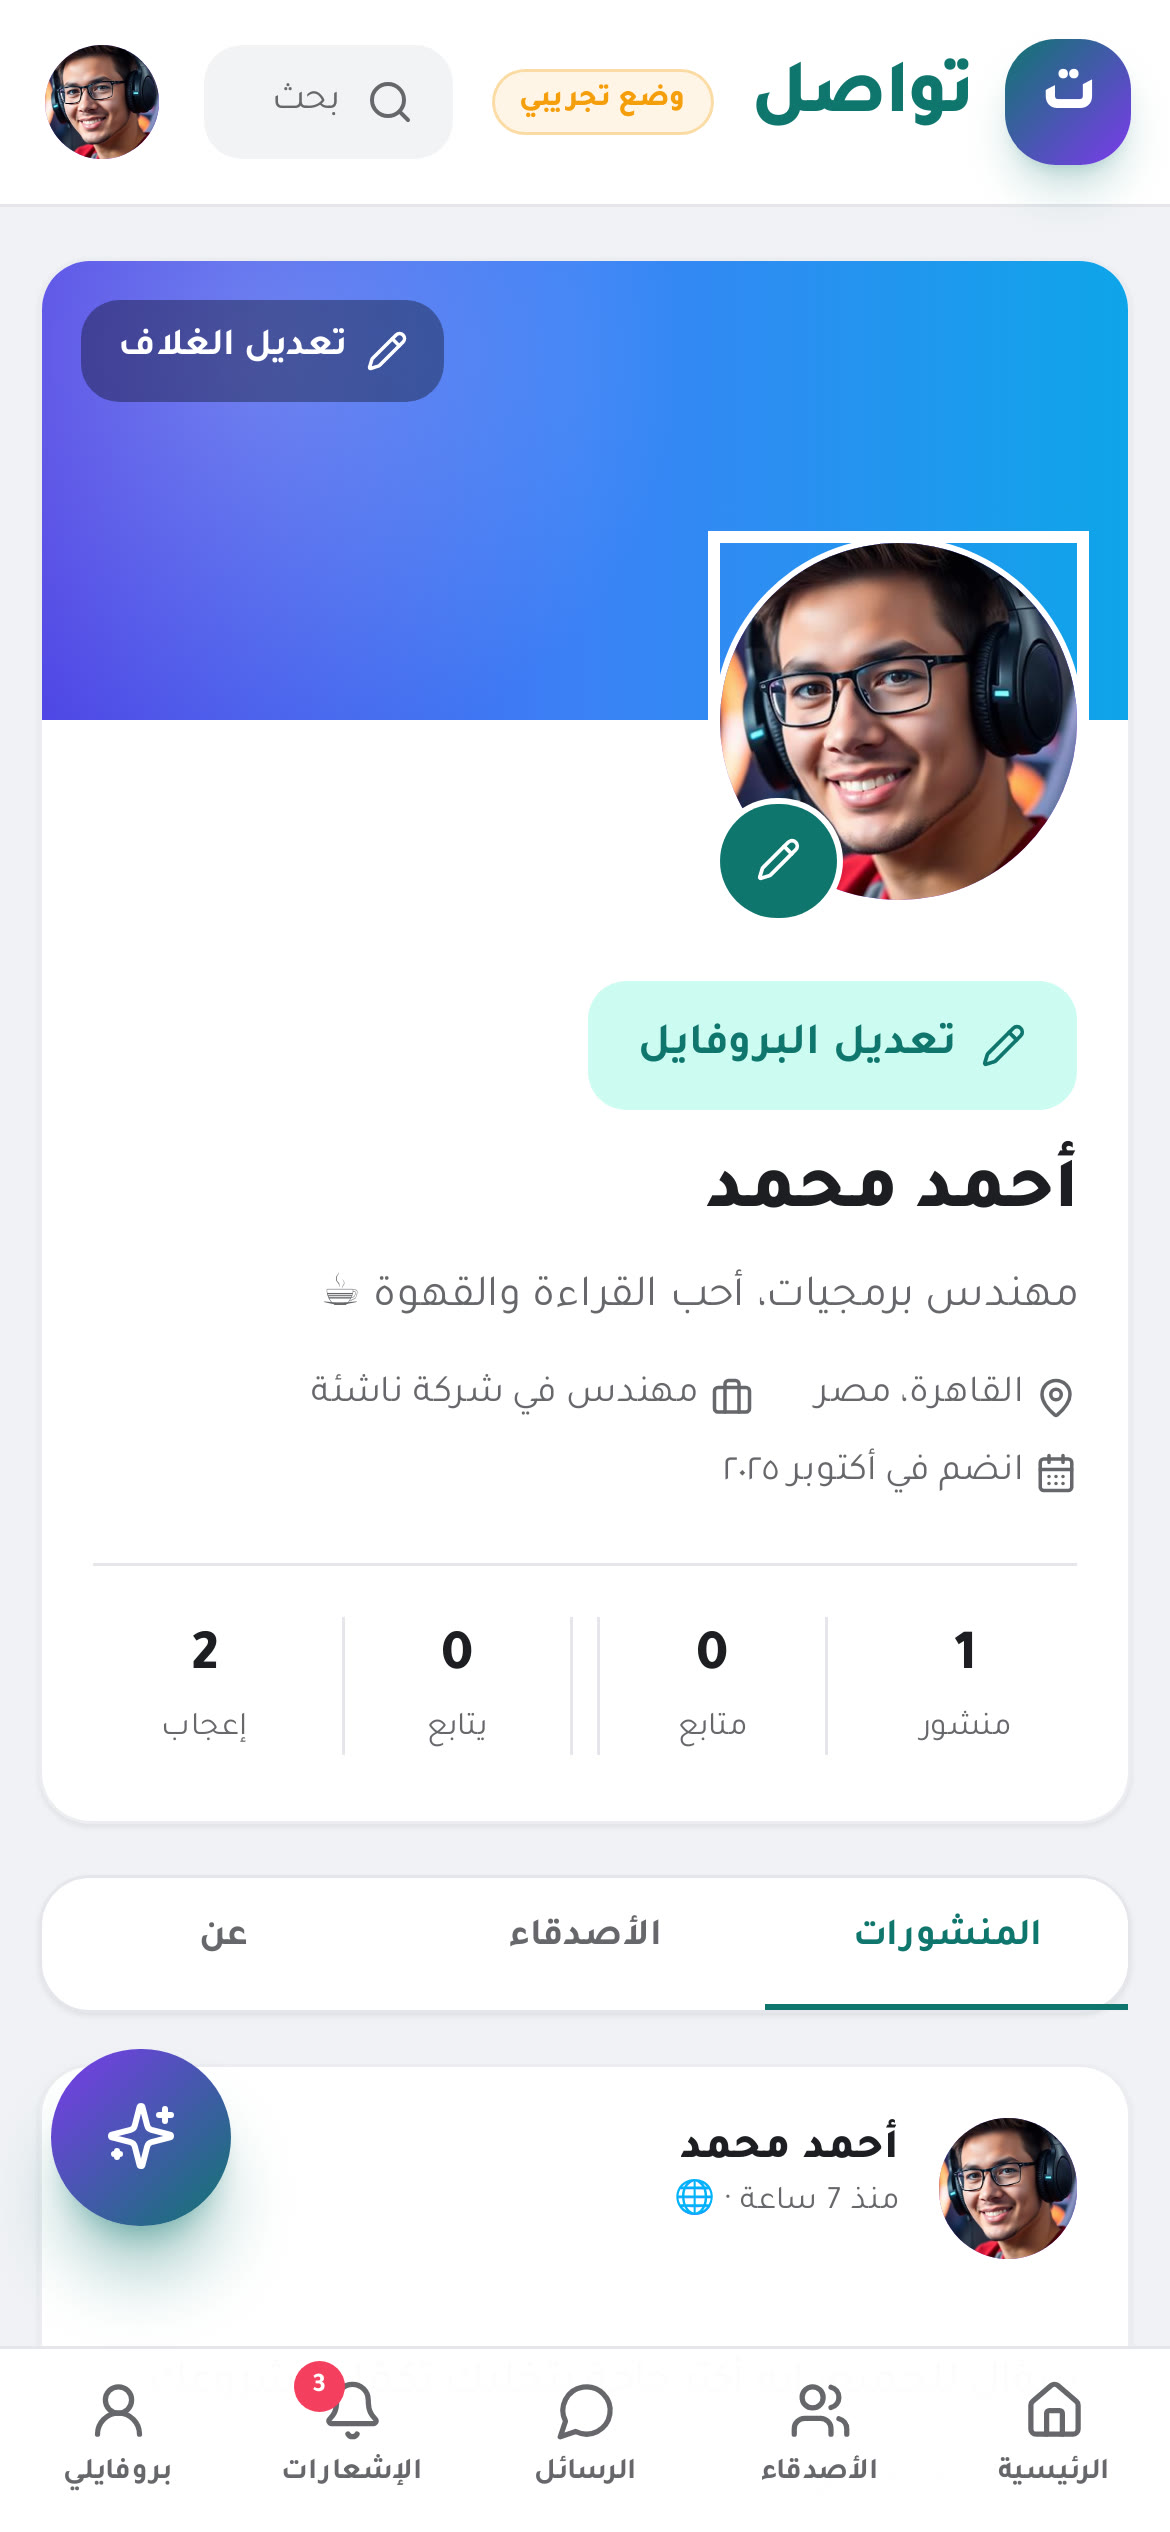 ت
تواصل
وضع تجريبي
بحث
تعديل الغلاف
تعديل البروفايل
أحمد محمد
مهندس برمجيات، أحب القراءة والقهوة ☕
القاهرة، مصر
مهندس في شركة ناشئة
انضم في أكتوبر ٢٠٢٥
1
منشور
0
متابع
0
يتابع
2
إعجاب
المنشورات
الأصدقاء
عن
أحمد محمد
منذ 7 ساعة · 🌐
الرئيسية
الأصدقاء
الرسائل
3
الإشعارات
بروفايلي